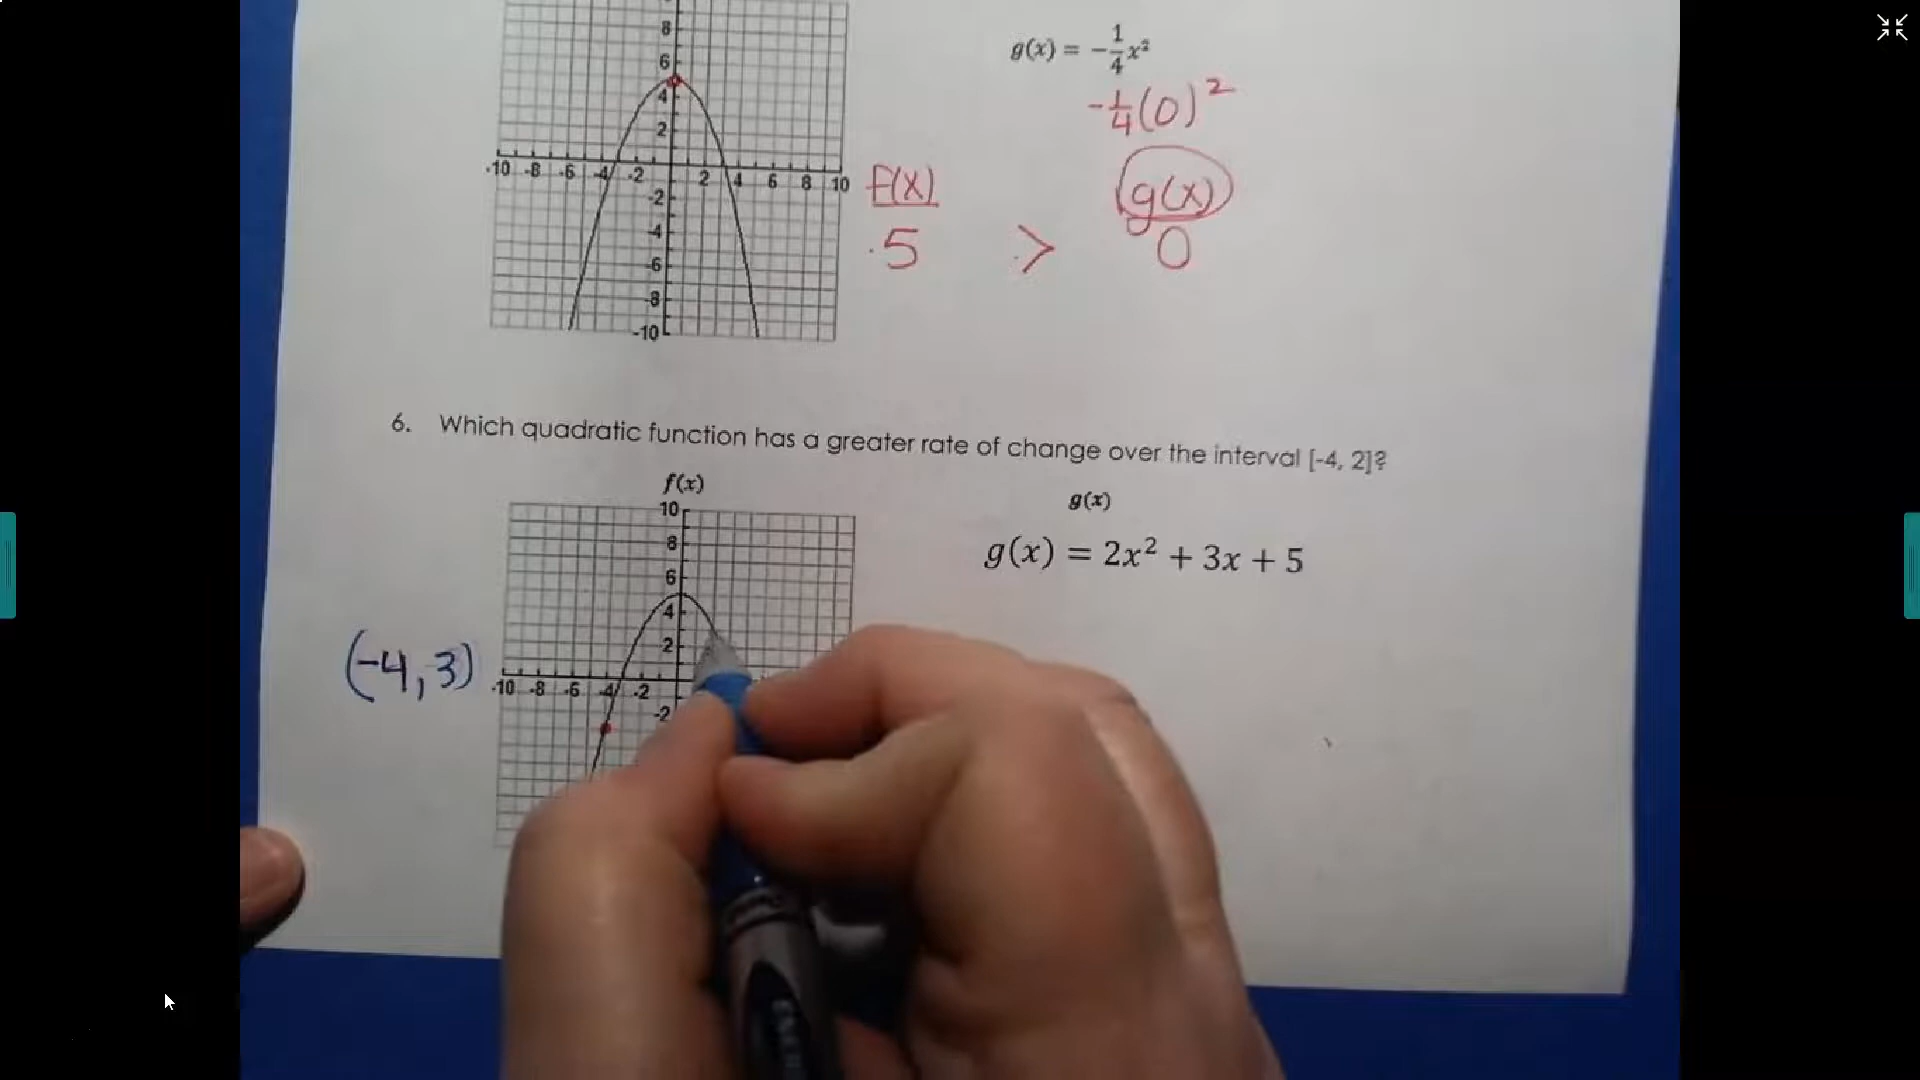 8
6
4
2
-10 -8 -6 -4 -2 2 4 6 8 10
-2
-4
-6
-8
-10
g(x) = -1/4 x²
-1/4(0)²
F(x) g(x)
5 > 0
6. Which quadratic function has a greater rate of change over the interval [-4, 2]?
f(x)
10
8
6
4
2
-10 -8 -6 -4 -2
-2
(-4,3)
g(x)
g(x) = 2x² + 3x + 5